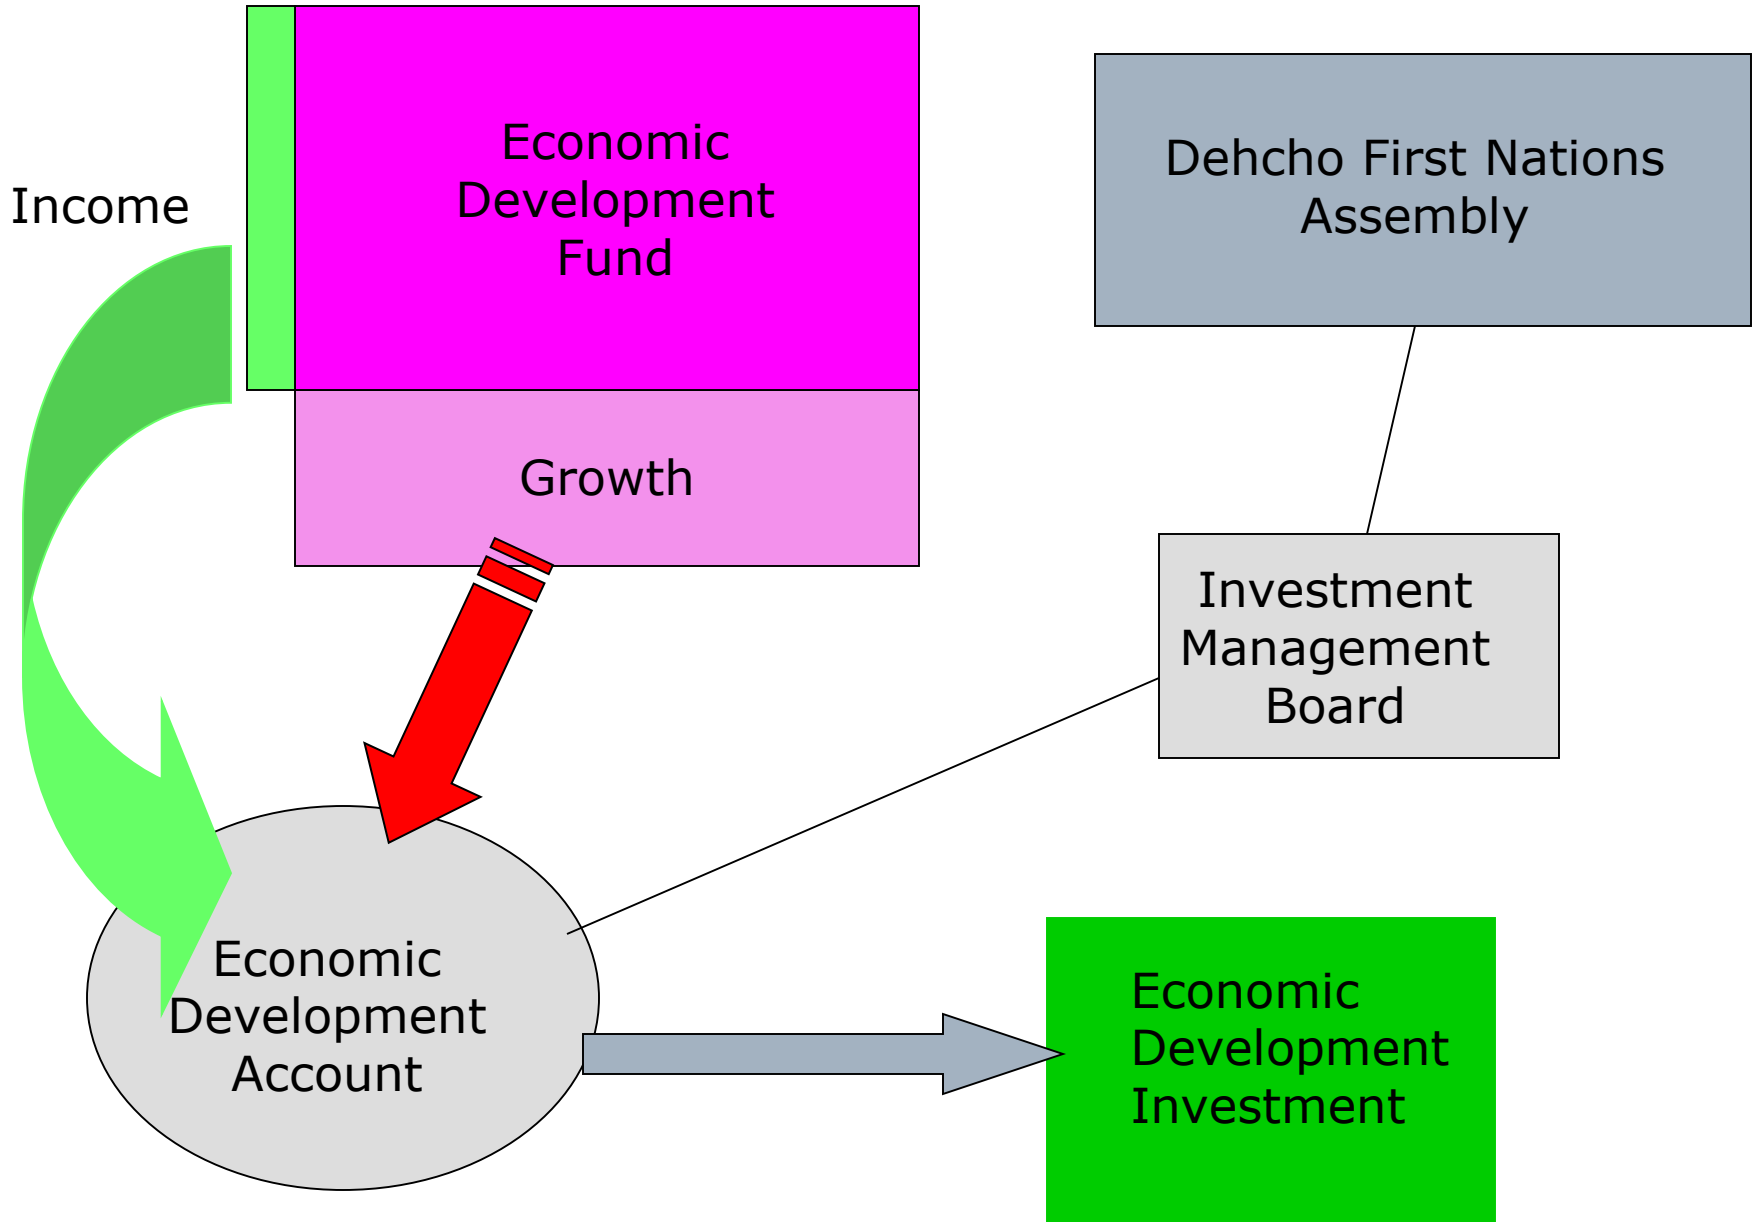 Economic
Development
Fund
Dehcho First Nations
Assembly
Income
Growth
Investment
Management
Board
Economic
Development
Account
Economic
Development
Investment